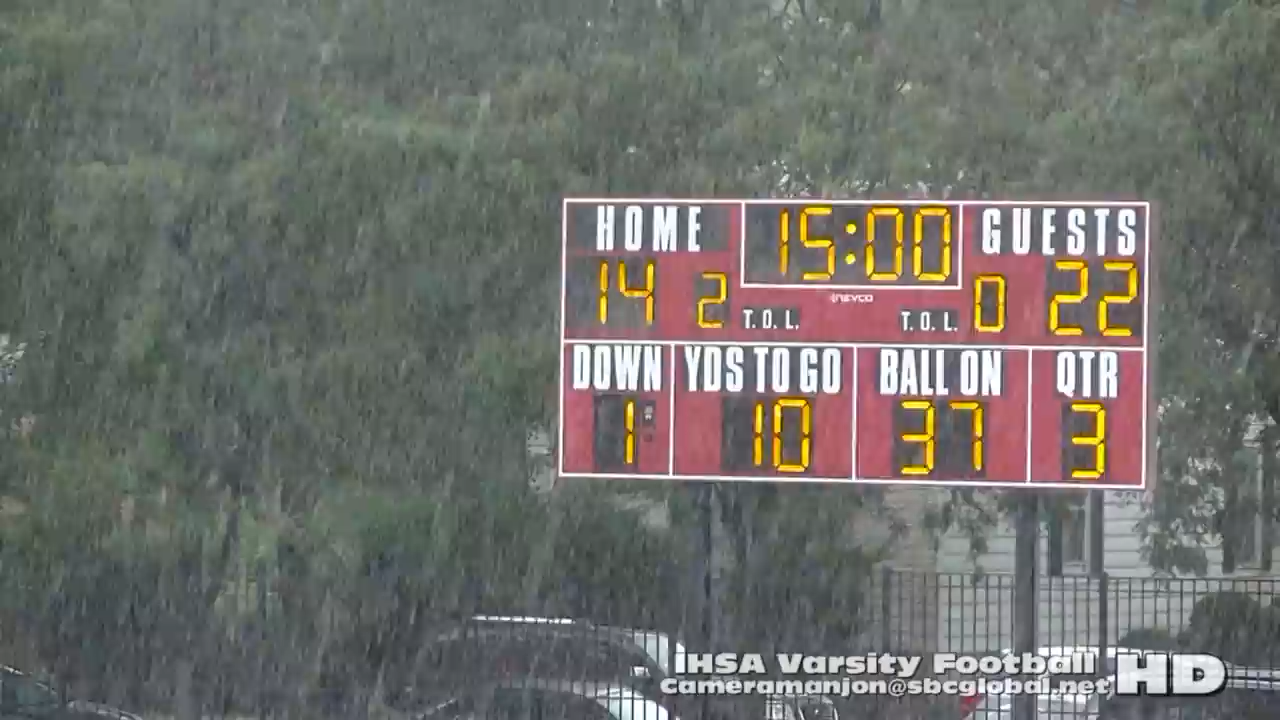 HOME 15:00 GUESTS
14 2 T.O.L. NEVCO T.O.L. 0 22
DOWN YDS TO GO BALL ON QTR
1 10 37 3
IHSA Varsity Football HD
Cameramanjon@sbcglobal.net